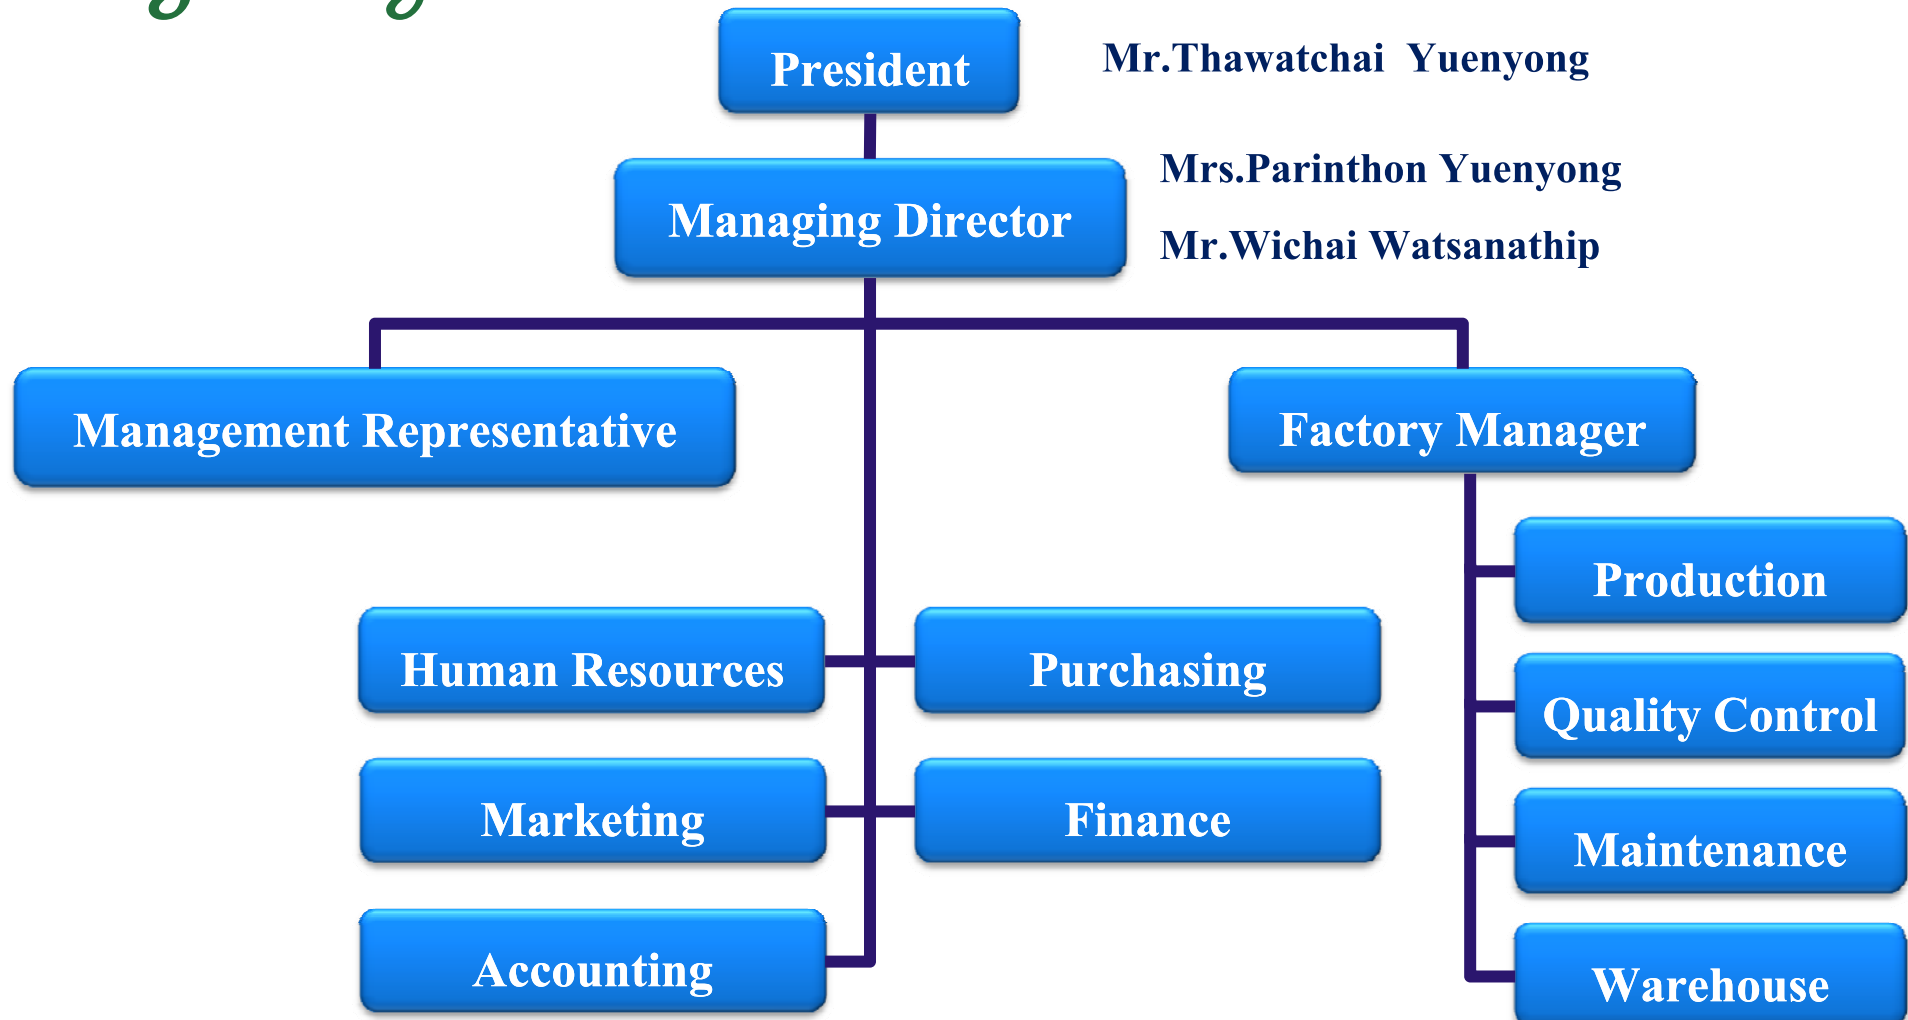 President
Mr.Thawatchai Yuenyong
Managing Director
Mrs.Parinthon Yuenyong
Mr.Wichai Watsanathip
Management Representative
Factory Manager
Production
Human Resources
Purchasing
Quality Control
Marketing
Finance
Maintenance
Accounting
Warehouse